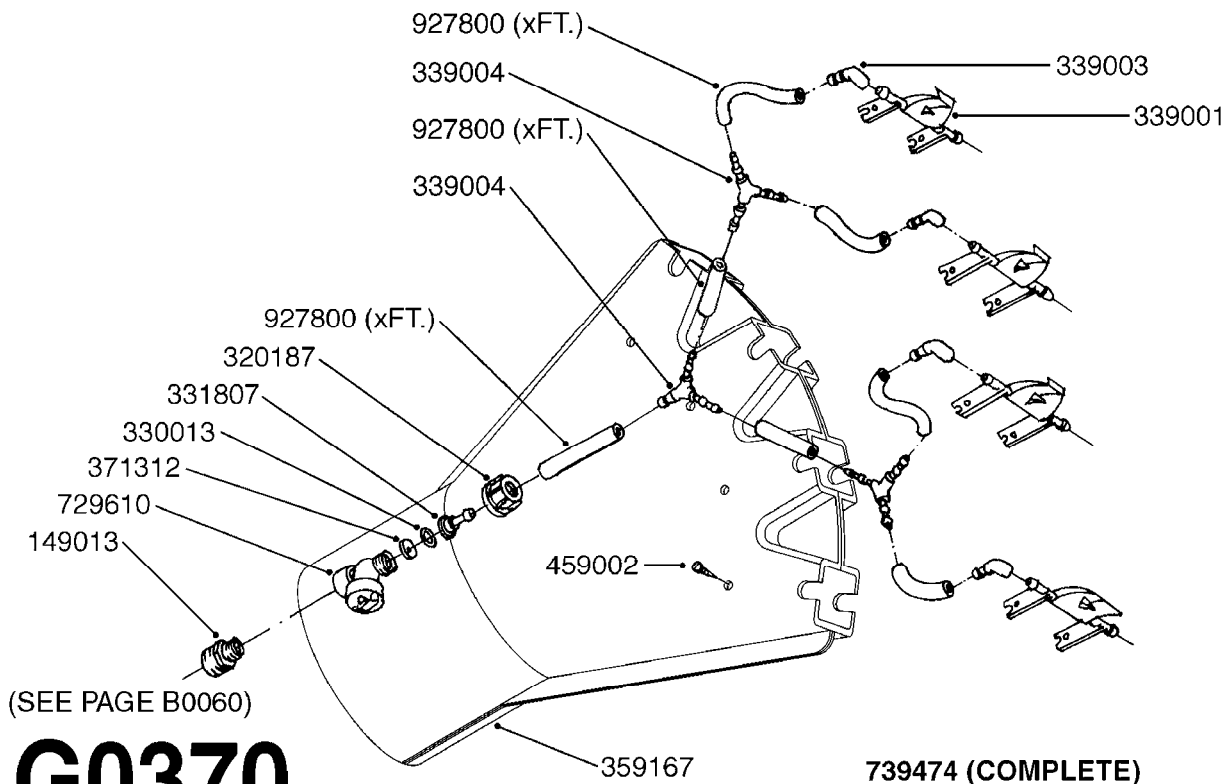 927800 (xFT.)
339003
339004
339001
927800 (xFT.)
339004
927800 (xFT.)
320187
331807
330013
371312
729610
149013
459002
(SEE PAGE B0060)
G0370
359167
739474 (COMPLETE)